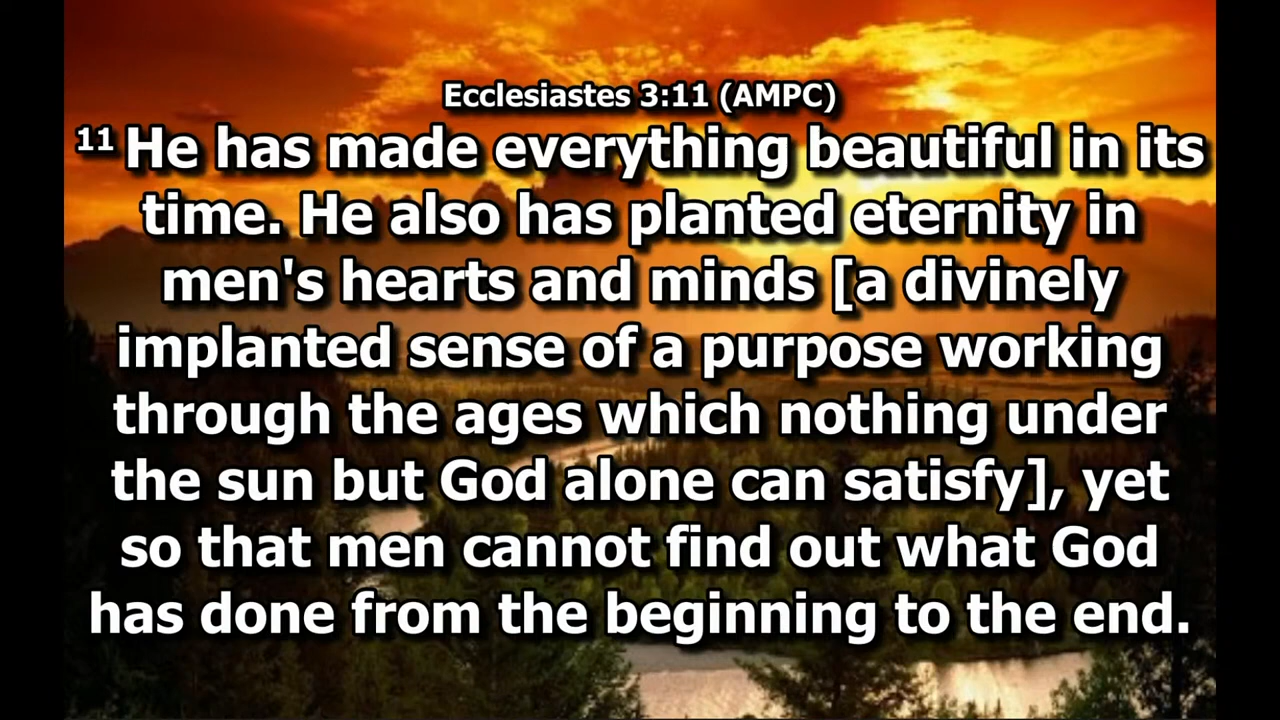 Ecclesiastes 3:11 (AMPC)
11 He has made everything beautiful in its
time. He also has planted eternity in
men's hearts and minds [a divinely
implanted sense of a purpose working
through the ages which nothing under
the sun but God alone can satisfy], yet
so that men cannot find out what God
has done from the beginning to the end.